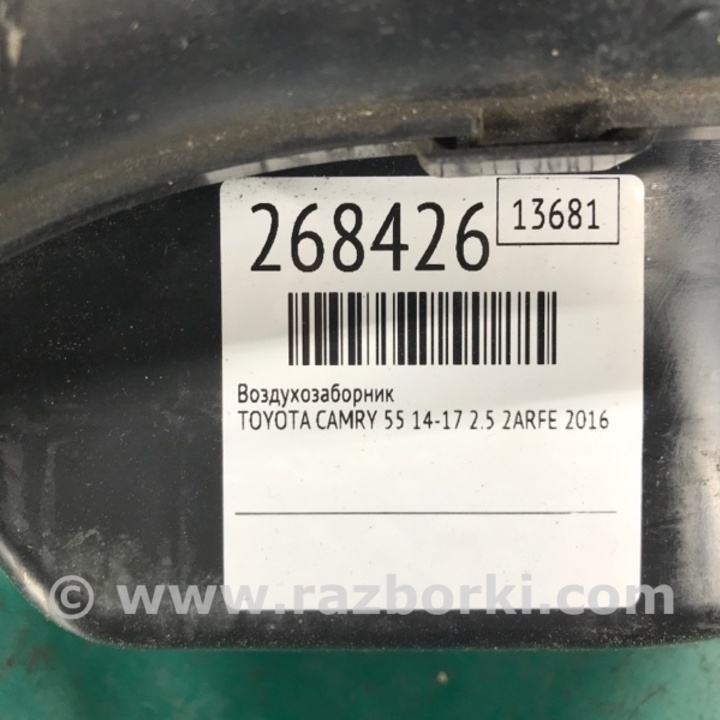 268426
13681
Воздухозаборник
TOYOTA CAMRY 55 14-17 2.5 2ARFE 2016
© www.razborki.com